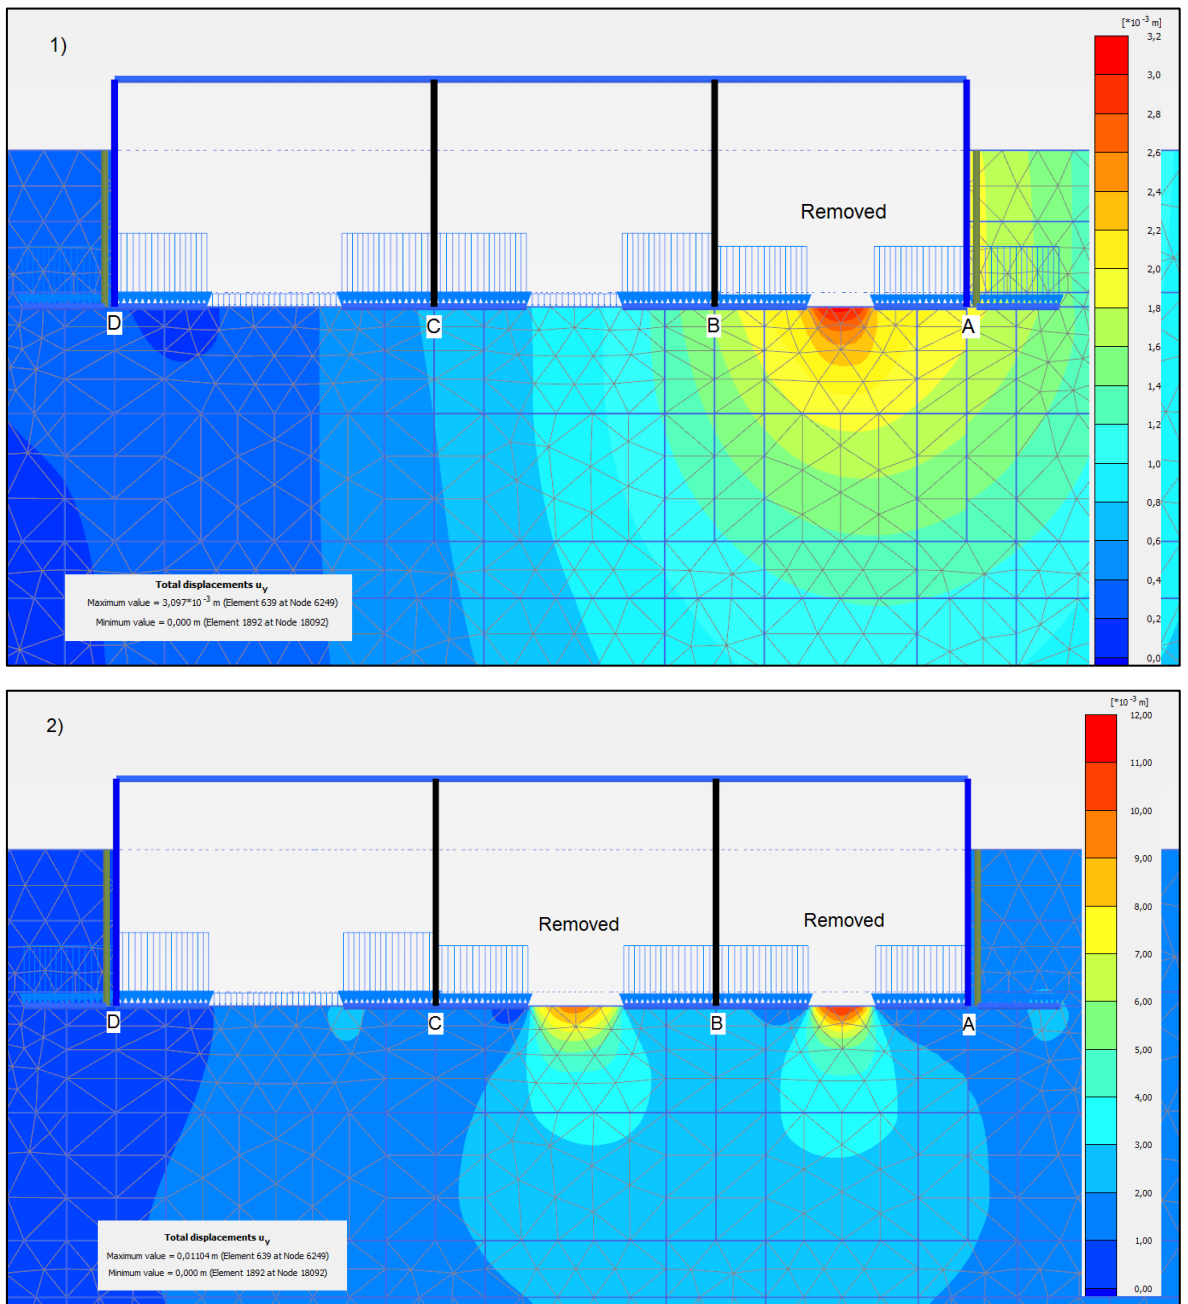 1)
[*10 -3 m]
3,2
3,0
2,8
2,6
2,4
2,2
2,0
1,8
1,6
1,4
1,2
1,0
0,8
0,6
0,4
0,2
0,0
Removed
D
C
B
A
Total displacements uy
Maximum value = 3,097*10 -3 m (Element 639 at Node 6249)
Minimum value = 0,000 m (Element 1892 at Node 18092)
2)
[*10 -3 m]
12,00
11,00
10,00
9,00
8,00
7,00
6,00
5,00
4,00
3,00
2,00
1,00
0,00
Removed
Removed
D
C
B
A
Total displacements uy
Maximum value = 0,01104 m (Element 639 at Node 6249)
Minimum value = 0,000 m (Element 1892 at Node 18092)